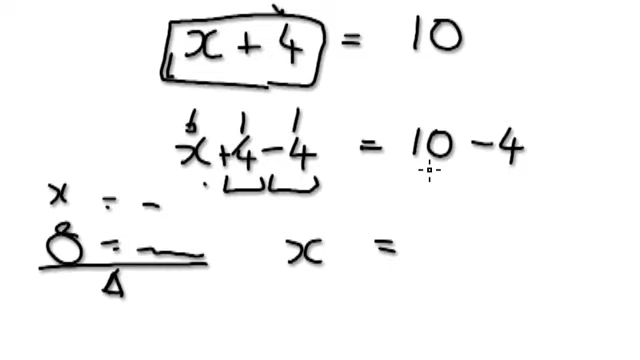 x + 4 = 10
x + 4 - 4 = 10 - 4
x = -
x =